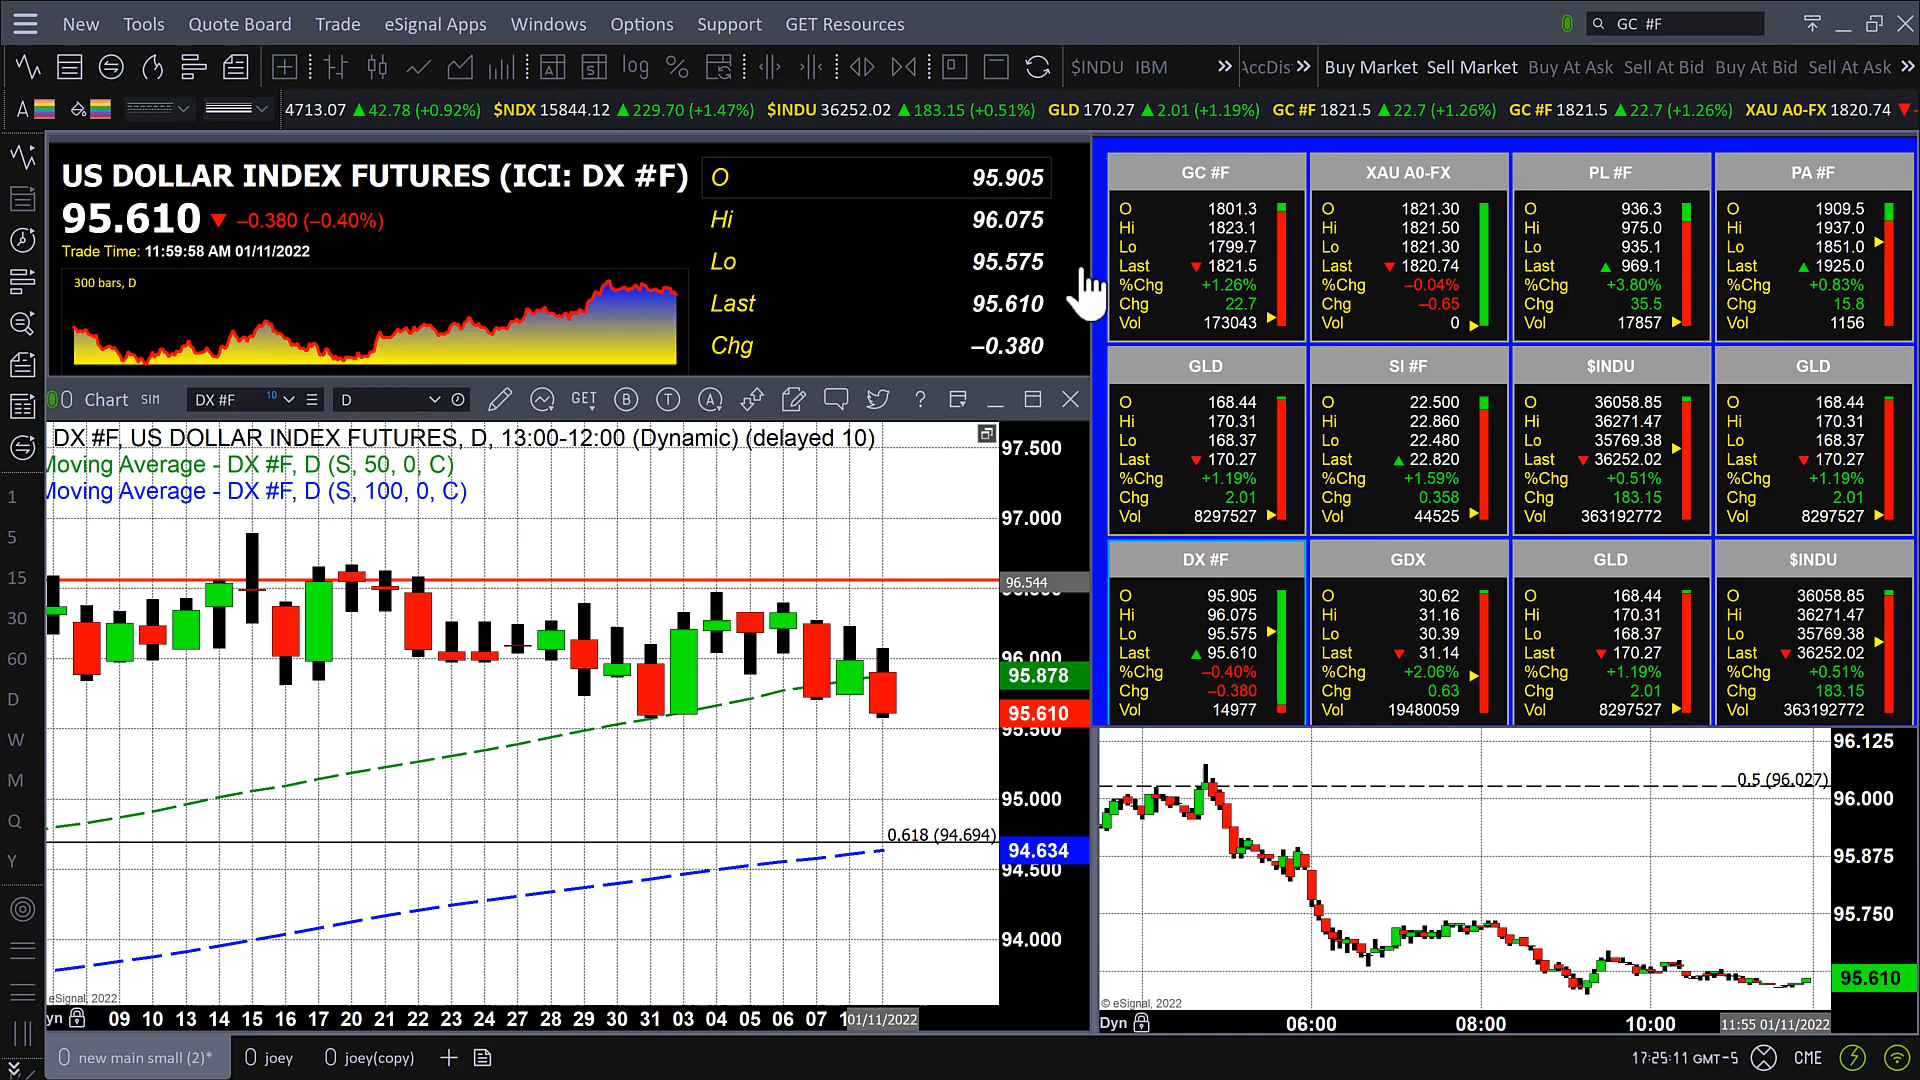 New Tools Quote Board Trade eSignal Apps Windows Options Support GET Resources GC #F
log % $INDU IBM » AccDis » Buy Market Sell Market Buy At Ask Sell At Bid Buy At Bid Sell At Ask »
A 4713.07 ▲42.78 (+0.92%) $NDX 15844.12 ▲229.70 (+1.47%) $INDU 36252.02 ▲183.15 (+0.51%) GLD 170.27 ▲2.01 (+1.19%) GC #F 1821.5 ▲22.7 (+1.26%) GC #F 1821.5 ▲22.7 (+1.26%) XAU A0-FX 1820.74 ▼
US DOLLAR INDEX FUTURES (ICI: DX #F)
95.610 ▼ –0.380 (–0.40%)
Trade Time: 11:59:58 AM 01/11/2022
300 bars, D
O 95.905
Hi 96.075
Lo 95.575
Last 95.610
Chg –0.380
GC #F
O 1801.3
Hi 1823.1
Lo 1799.7
Last ▼ 1821.5
%Chg +1.26%
Chg 22.7
Vol 173043
XAU A0-FX
O 1821.30
Hi 1821.50
Lo 1821.30
Last ▼ 1820.74
%Chg –0.04%
Chg –0.65
Vol 0
PL #F
O 936.3
Hi 975.0
Lo 935.1
Last ▲ 969.1
%Chg +3.80%
Chg 35.5
Vol 17857
PA #F
O 1909.5
Hi 1937.0
Lo 1851.0
Last ▲ 1925.0
%Chg +0.83%
Chg 15.8
Vol 1156
GLD
O 168.44
Hi 170.31
Lo 168.37
Last ▼ 170.27
%Chg +1.19%
Chg 2.01
Vol 8297527
SI #F
O 22.500
Hi 22.860
Lo 22.480
Last ▲ 22.820
%Chg +1.59%
Chg 0.358
Vol 44525
$INDU
O 36058.85
Hi 36271.47
Lo 35769.38
Last ▼ 36252.02
%Chg +0.51%
Chg 183.15
Vol 363192772
GLD
O 168.44
Hi 170.31
Lo 168.37
Last ▼ 170.27
%Chg +1.19%
Chg 2.01
Vol 8297527
DX #F
O 95.905
Hi 96.075
Lo 95.575
▲ 95.610
%Chg –0.40%
Chg –0.380
Vol 14977
GDX
O 30.62
Hi 31.16
Lo 30.39
Last ▼ 31.14
%Chg +2.06%
Chg 0.63
Vol 19480059
GLD
O 168.44
Hi 170.31
Lo 168.37
Last ▼ 170.27
%Chg +1.19%
Chg 2.01
Vol 8297527
$INDU
O 36058.85
Hi 36271.47
Lo 35769.38
Last ▼ 36252.02
%Chg +0.51%
Chg 183.15
Vol 363192772
Chart SIM DX #F 10 D GET B T A ?
DX #F, US DOLLAR INDEX FUTURES, D, 13:00-12:00 (Dynamic) (delayed 10)
Moving Average - DX #F, D (S, 50, 0, C)
Moving Average - DX #F, D (S, 100, 0, C)
97.500
97.000
96.544
96.000
95.878
95.610
95.500
95.000
0.618 (94.694)
94.634
94.500
94.000
eSignal, 2022
yn 09 10 13 14 15 16 17 20 21 22 23 24 27 28 29 30 31 03 04 05 06 07 01/11/2022
1
5
15
30
60
D
W
M
Q
Y
96.125
0.5 (96.027)
96.000
95.875
95.750
95.610
© eSignal, 2022
Dyn 06:00 08:00 10:00 11:55 01/11/2022
new main small (2)* joey joey(copy) + 17:25:11 GMT-5 CME